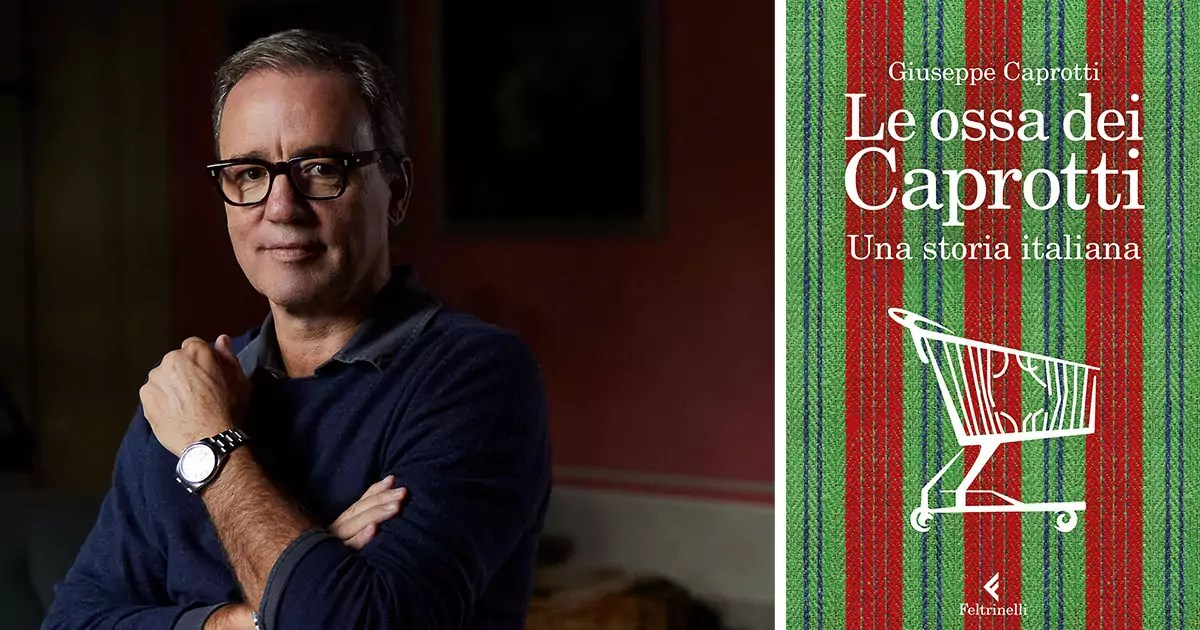 Giuseppe Caprotti
Le ossa dei
Caprotti
Una storia italiana
Feltrinelli